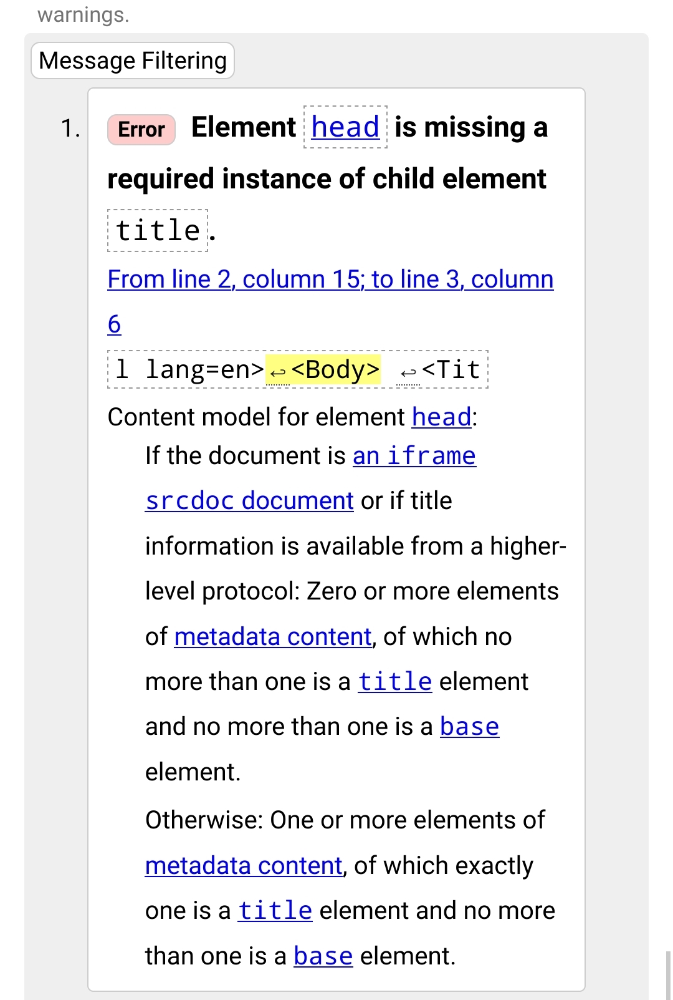 warnings.
Message Filtering
1. Error Element head is missing a
required instance of child element
title.
From line 2, column 15; to line 3, column
6
l lang=en>↩<Body> ↩<Tit
Content model for element head:
If the document is an iframe
srcdoc document or if title
information is available from a higher-
level protocol: Zero or more elements
of metadata content, of which no
more than one is a title element
and no more than one is a base
element.
Otherwise: One or more elements of
metadata content, of which exactly
one is a title element and no more
than one is a base element.